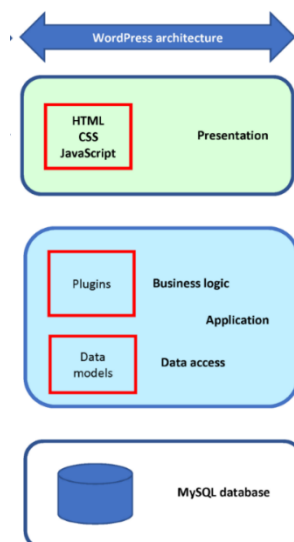 WordPress architecture
HTML
CSS
JavaScript
Presentation
Plugins
Business logic
Application
Data
models
Data access
MySQL database